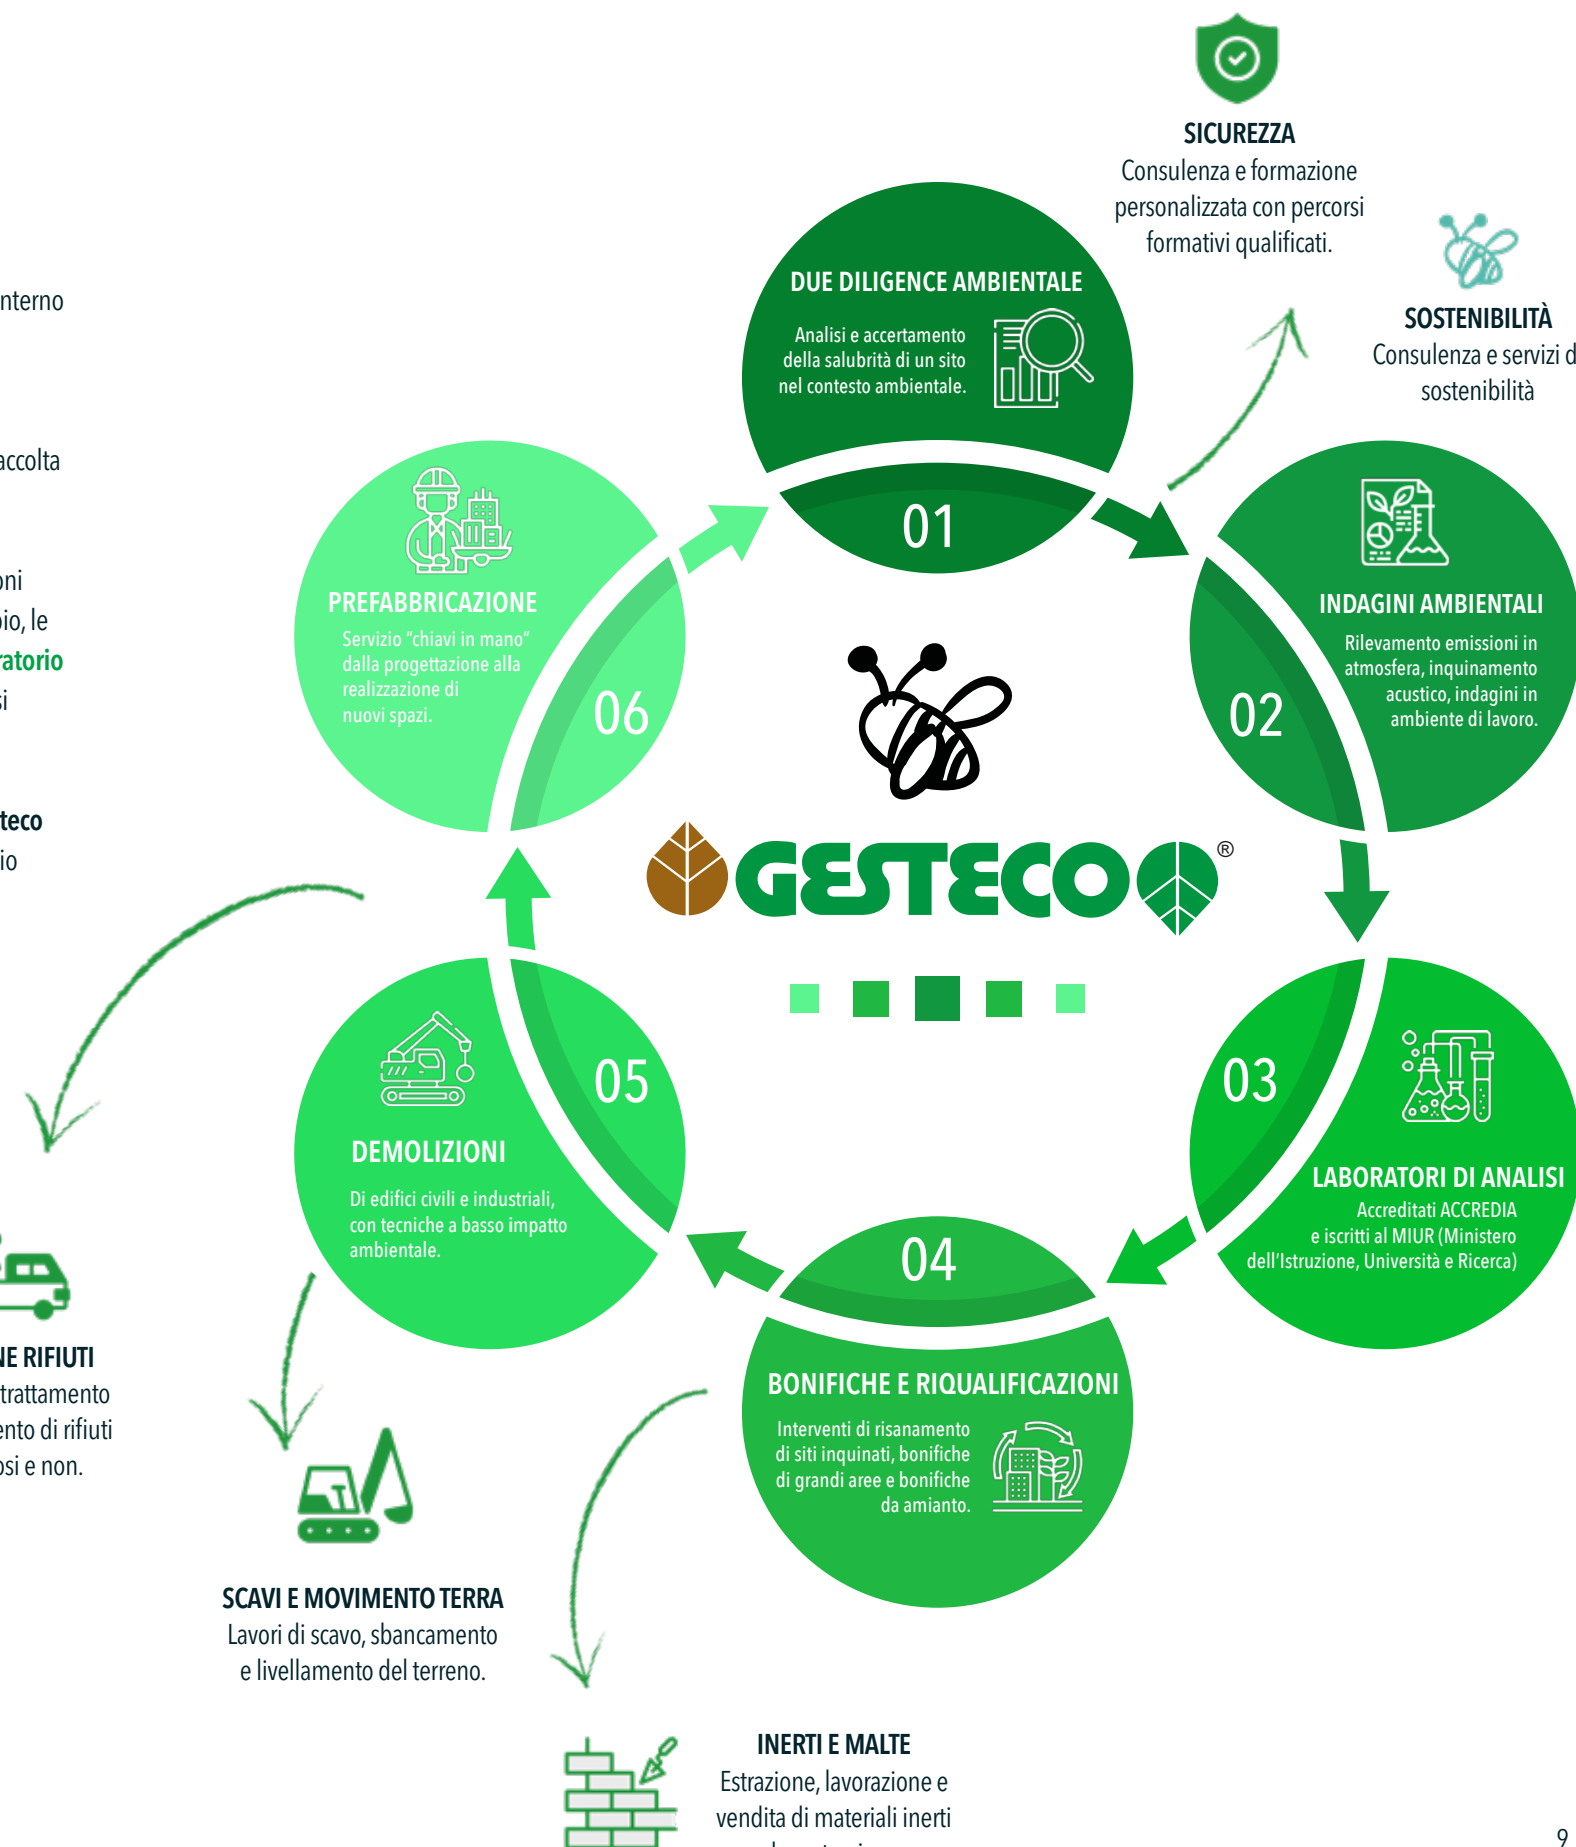 nterno
accolta
oni
io, le
ratorio
si
teco
io
SICUREZZA
Consulenza e formazione
personalizzata con percorsi
formativi qualificati.
SOSTENIBILITÀ
Consulenza e servizi d
sostenibilità
DUE DILIGENCE AMBIENTALE
Analisi e accertamento
della salubrità di un sito
nel contesto ambientale.
01
INDAGINI AMBIENTALI
Rilevamento emissioni in
atmosfera, inquinamento
acustico, indagini in
ambiente di lavoro.
02
LABORATORI DI ANALISI
Accreditati ACCREDIA
e iscritti al MIUR (Ministero
dell'Istruzione, Università e Ricerca)
03
04
BONIFICHE E RIQUALIFICAZIONI
Interventi di risanamento
di siti inquinati, bonifiche
di grandi aree e bonifiche
da amianto.
05
DEMOLIZIONI
Di edifici civili e industriali,
con tecniche a basso impatto
ambientale.
06
PREFABBRICAZIONE
Servizio "chiavi in mano"
dalla progettazione alla
realizzazione di
nuovi spazi.
GESTECO®
NE RIFIUTI
trattamento
ento di rifiuti
osi e non.
SCAVI E MOVIMENTO TERRA
Lavori di scavo, sbancamento
e livellamento del terreno.
INERTI E MALTE
Estrazione, lavorazione e
vendita di materiali inerti
9